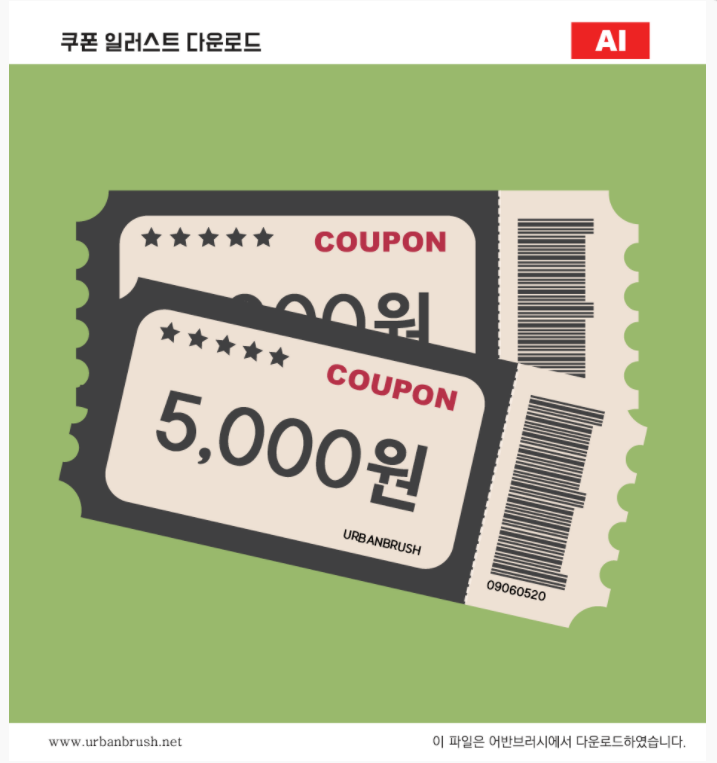 쿠폰 일러스트 다운로드
AI
★★★★★ COUPON
000원
★★★★★
COUPON
5,000원
URBANBRUSH
09060520
www.urbanbrush.net
이 파일은 어반브러시에서 다운로드하였습니다.